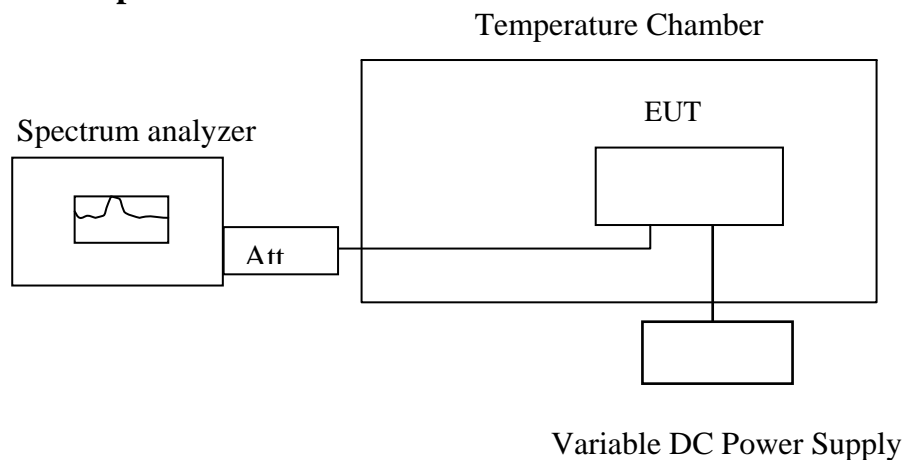 Temperature Chamber
EUT
Spectrum analyzer
Att
Variable DC Power Supply